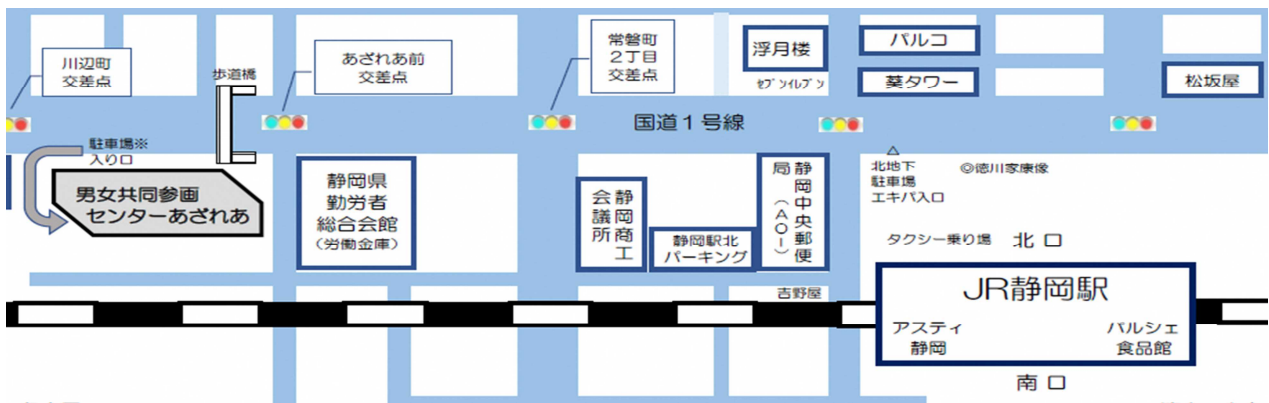 川辺町
交差点
歩道橋
あざれあ前
交差点
常磐町
2丁目
交差点
浮月楼
セブンイレブン
パルコ
葵タワー
松坂屋
国道1号線
駐車場※
入り口
男女共同参画
センターあざれあ
静岡県
勤労者
総合会館
(労働金庫)
静岡商工
会議所
静岡駅北
パーキング
静岡中央郵便
局(AOI)
吉野屋
△
北地下
駐車場
エキパ入口
◎徳川家康像
タクシー乗り場
北口
JR静岡駅
アスティ
静岡
パルシェ
食品館
南口